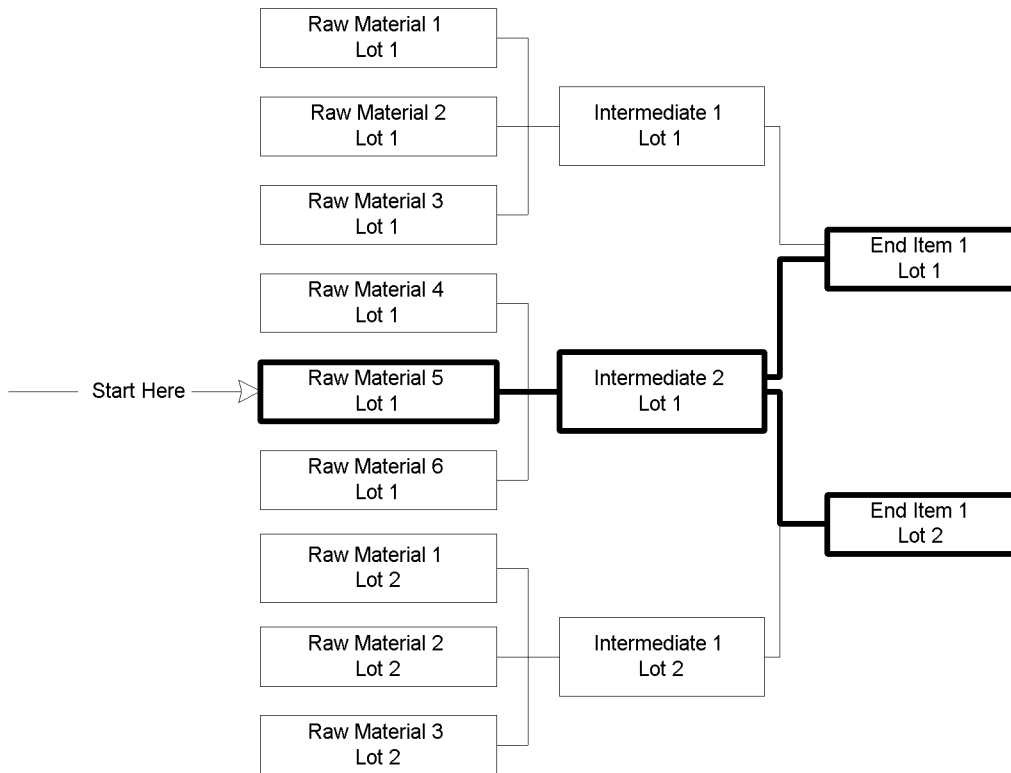 Raw Material 1
Lot 1
Raw Material 2
Lot 1
Intermediate 1
Lot 1
Raw Material 3
Lot 1
End Item 1
Lot 1
Raw Material 4
Lot 1
Start Here
Raw Material 5
Lot 1
Intermediate 2
Lot 1
Raw Material 6
Lot 1
End Item 1
Lot 2
Raw Material 1
Lot 2
Raw Material 2
Lot 2
Intermediate 1
Lot 2
Raw Material 3
Lot 2